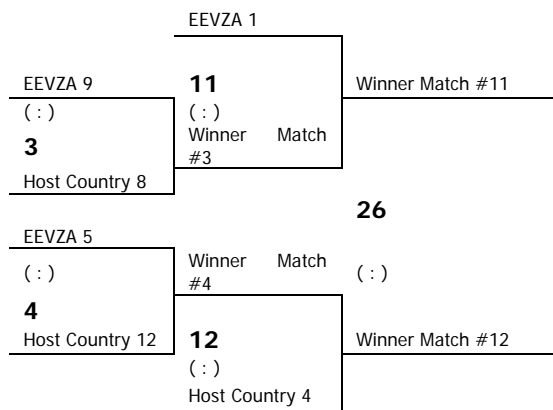 EEVZA 1
EEVZA 9
11
Winner Match #11
( : )
( : )
3
Winner Match
#3
Host Country 8
26
EEVZA 5
Winner Match
#4
( : )
( : )
4
Host Country 12
12
Winner Match #12
( : )
Host Country 4